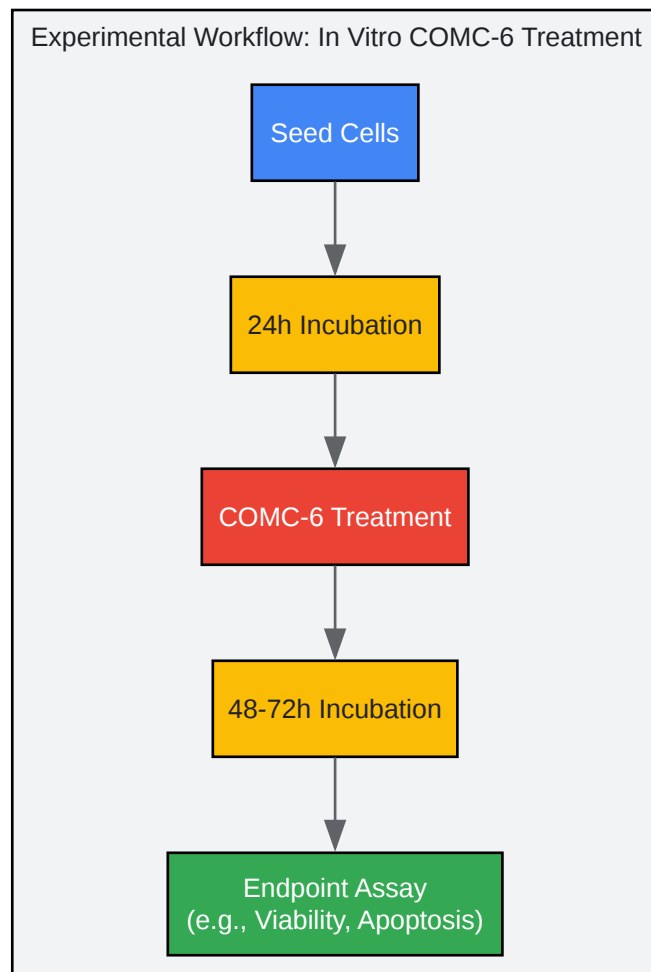 Experimental Workflow: In Vitro COMC-6 Treatment
Seed Cells
24h Incubation
COMC-6 Treatment
48-72h Incubation
Endpoint Assay
(e.g., Viability, Apoptosis)